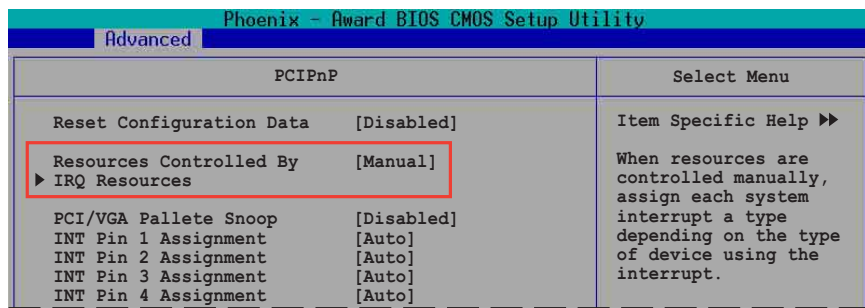 Phoenix - Award BIOS CMOS Setup Utility
Advanced
PCIPnP
Select Menu
Reset Configuration Data [Disabled]
Resources Controlled By [Manual]
IRQ Resources
PCI/VGA Pallete Snoop [Disabled]
INT Pin 1 Assignment [Auto]
INT Pin 2 Assignment [Auto]
INT Pin 3 Assignment [Auto]
INT Pin 4 Assignment [Auto]
Item Specific Help
When resources are
controlled manually,
assign each system
interrupt a type
depending on the type
of device using the
interrupt.